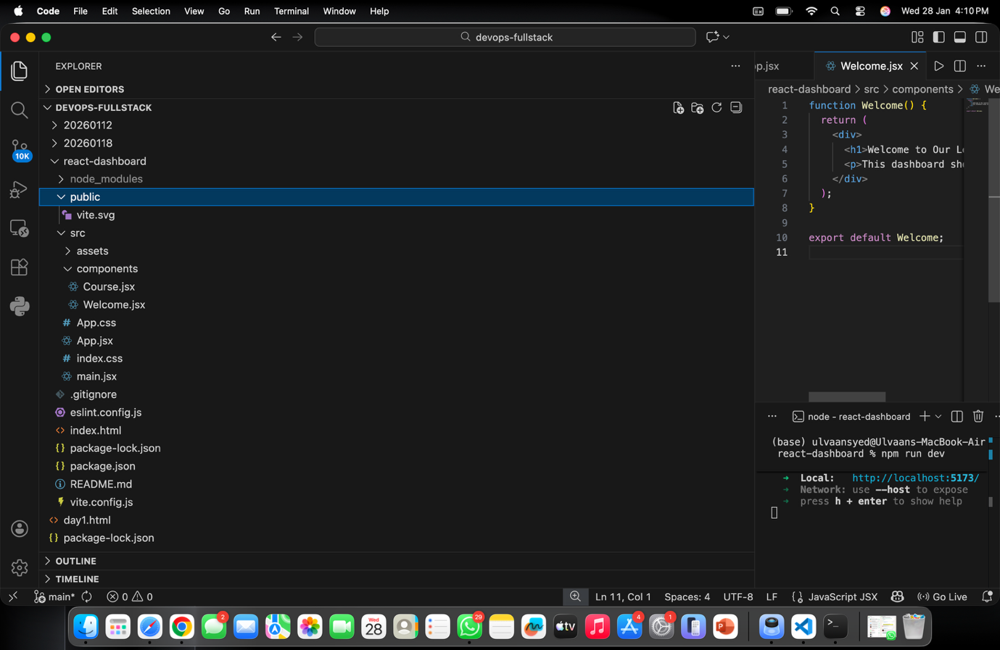 Code File Edit Selection View Go Run Terminal Window Help Wed 28 Jan 4:10 PM
devops-fullstack
EXPLORER
OPEN EDITORS
DEVOPS-FULLSTACK
20260112
20260118
10K
react-dashboard
node_modules
public
vite.svg
src
assets
components
Course.jsx
Welcome.jsx
# App.css
App.jsx
# index.css
main.jsx
.gitignore
eslint.config.js
<> index.html
{} package-lock.json
{} package.json
README.md
vite.config.js
<> day1.html
{} package-lock.json
OUTLINE
TIMELINE
pp.jsx Welcome.jsx
react-dashboard > src > components > We
1 function Welcome() {
2 return (
3 <div>
4 <h1>Welcome to Our Le
5 <p>This dashboard sho
6 </div>
7 );
8 }
9
10 export default Welcome;
11
node - react-dashboard
(base) ulvaansyed@Ulvaans-MacBook-Air
react-dashboard % npm run dev
➜ Local: http://localhost:5173/
➜ Network: use --host to expose
➜ press h + enter to show help
main* 0 0 Ln 11, Col 1 Spaces: 4 UTF-8 LF {} JavaScript JSX Go Live
2 Wed 28 29 tv 4 1 P >_